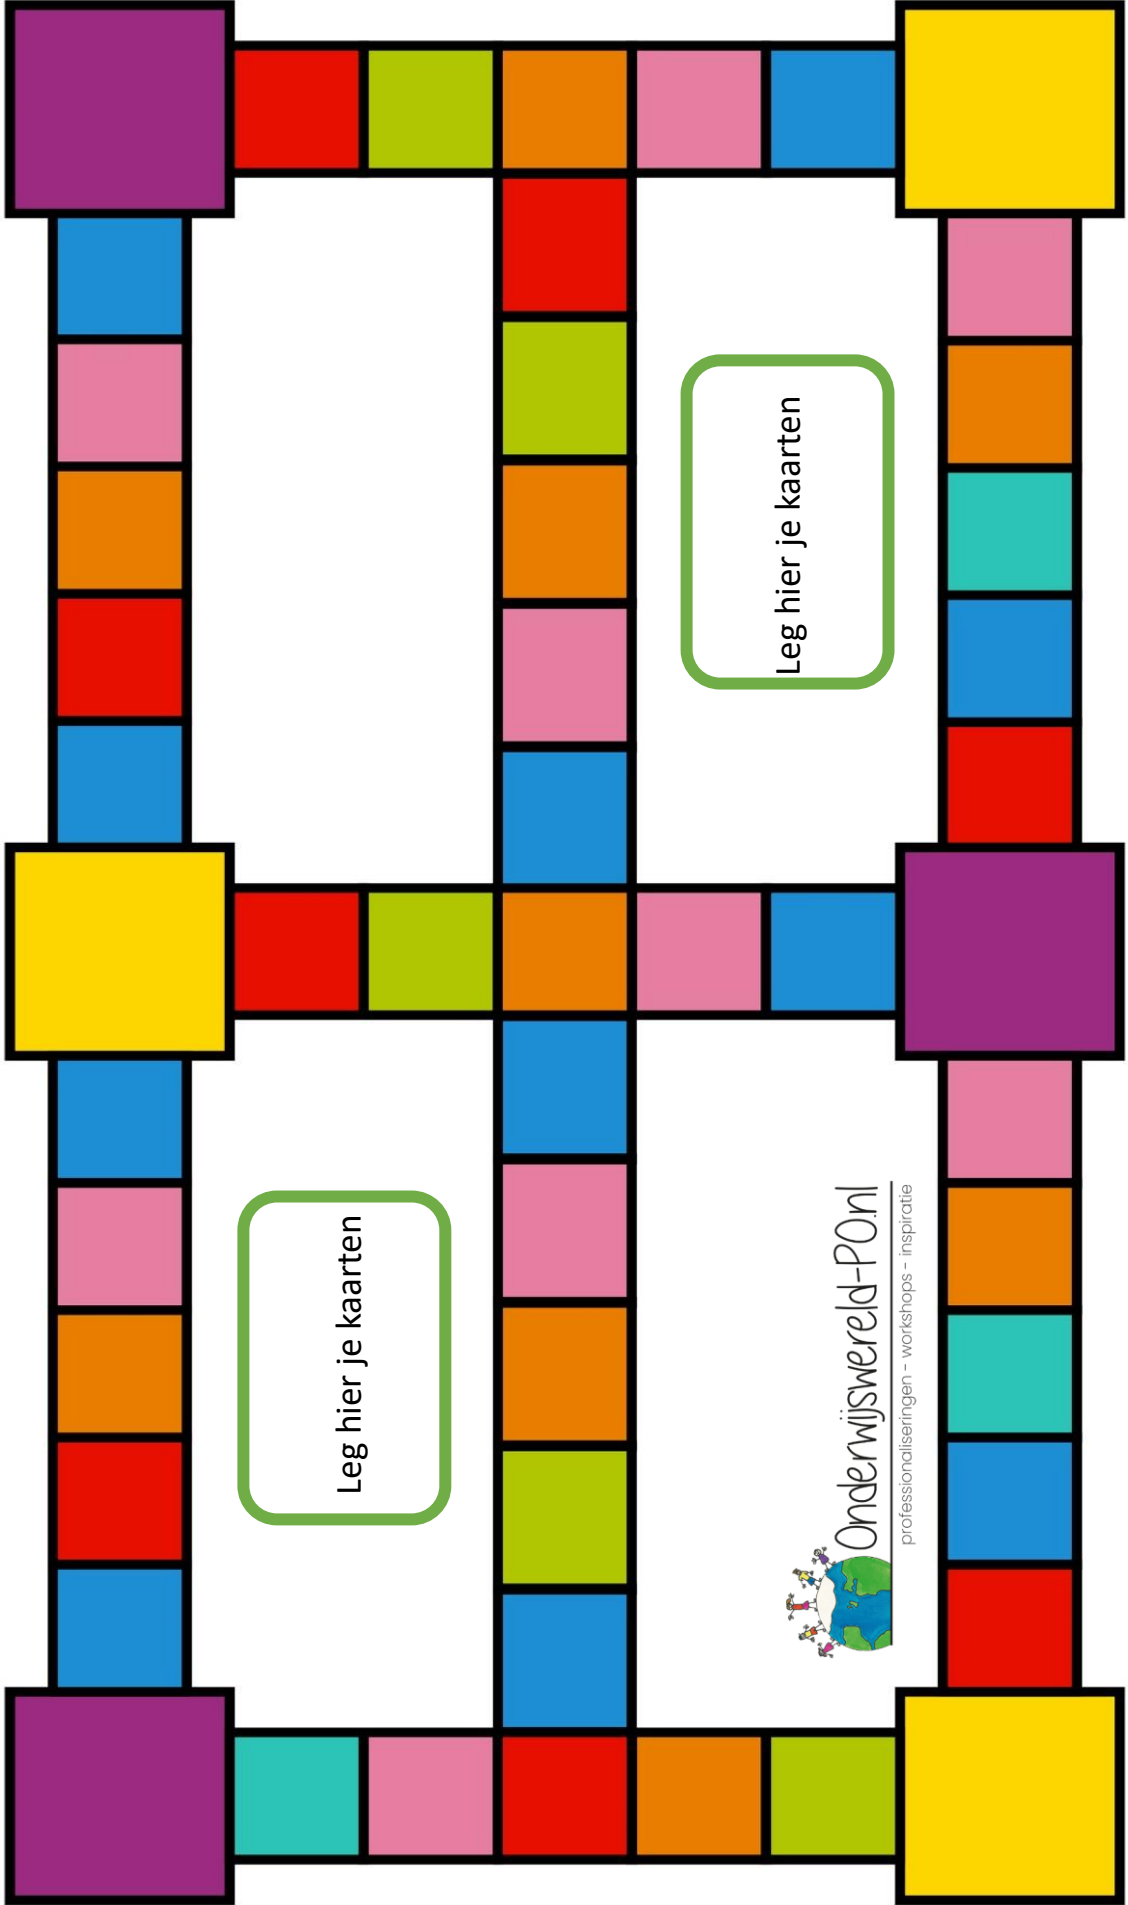 Leg hier je kaarten
Leg hier je kaarten
Onderwijswereld-PO.nl
professionaliseringen - workshops - inspiratie